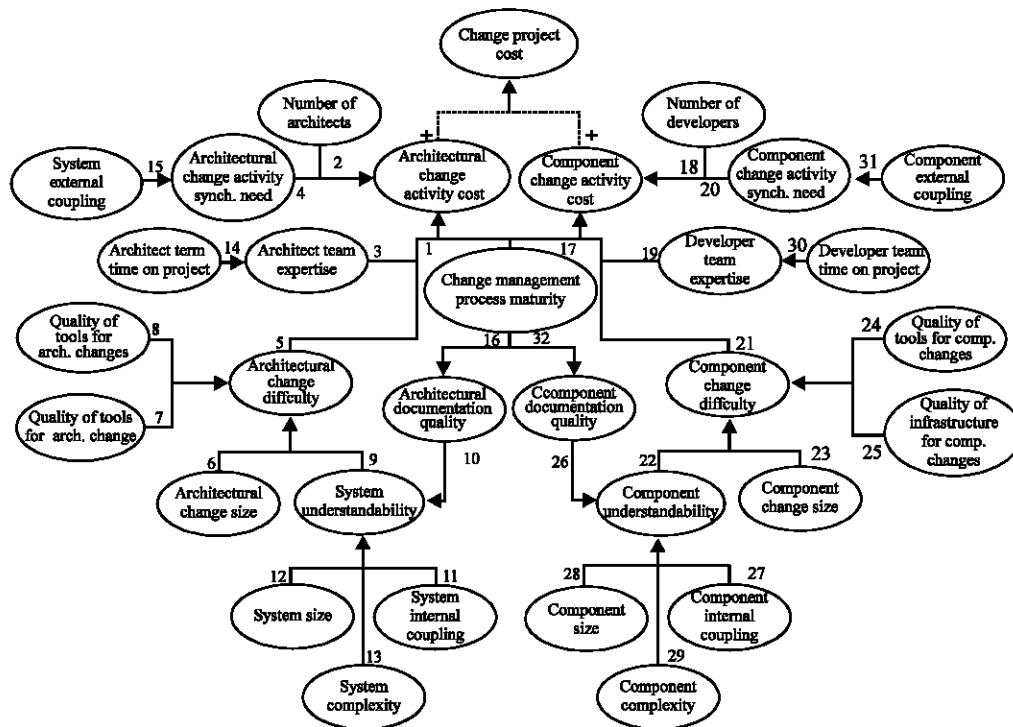 Change project
cost
Number of
architects
Number of
developers
+
+
System
external
coupling
15
Architectural
change activity
synch. need
4
2
Architectural
change
activity cost
Component
change activity
cost
18
20
Component
change activity
synch. need
31
Component
external
coupling
Architect term
time on project
14
Architect team
expertise
3
1
17
19
Developer
team
expertise
30
Developer team
time on project
Change management
process maturity
16
32
Quality of
tools for
arch. changes
8
Quality of tools
for arch. change
7
5
Architectural
change
diffculty
Architectural
documentation
quality
Ccomponent
documentation
quality
21
Component
change
diffculty
24
Quality of
tools for comp.
changes
Quality of
infrastructure
for comp.
changes
25
6
9
10
26
22
23
Architectural
change size
System
understandability
Component
understandability
Component
change size
12
11
System size
System
internal
coupling
28
27
Component
size
Component
internal
coupling
13
System
complexity
29
Component
complexity